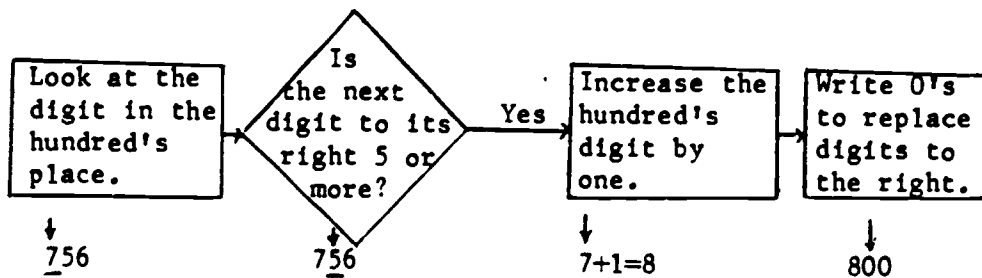 Look at the
digit in the
hundred's
place.
Is
the next
digit to its
right 5 or
more?
Yes
Increase the
hundred's
digit by
one.
Write 0's
to replace
digits to
the right.
756
756
7+1=8
800